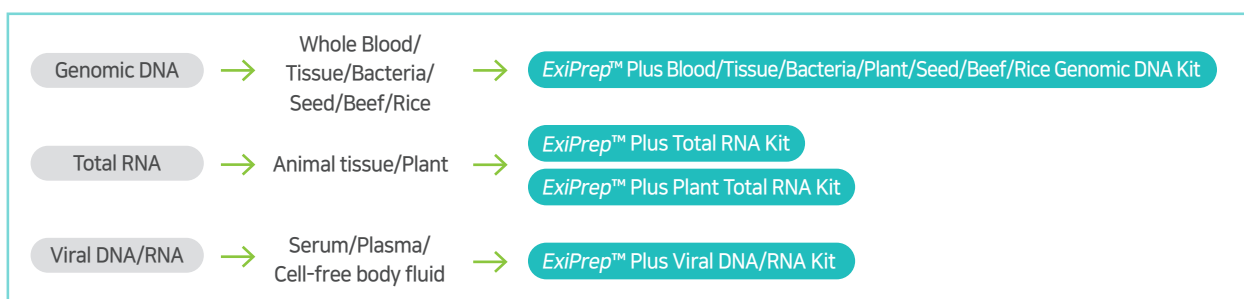 Genomic DNA
Whole Blood/
Tissue/Bacteria/
Seed/Beef/Rice
ExiPrep™ Plus Blood/Tissue/Bacteria/Plant/Seed/Beef/Rice Genomic DNA Kit
Total RNA
Animal tissue/Plant
ExiPrep™ Plus Total RNA Kit
ExiPrep™ Plus Plant Total RNA Kit
Viral DNA/RNA
Serum/Plasma/
Cell-free body fluid
ExiPrep™ Plus Viral DNA/RNA Kit